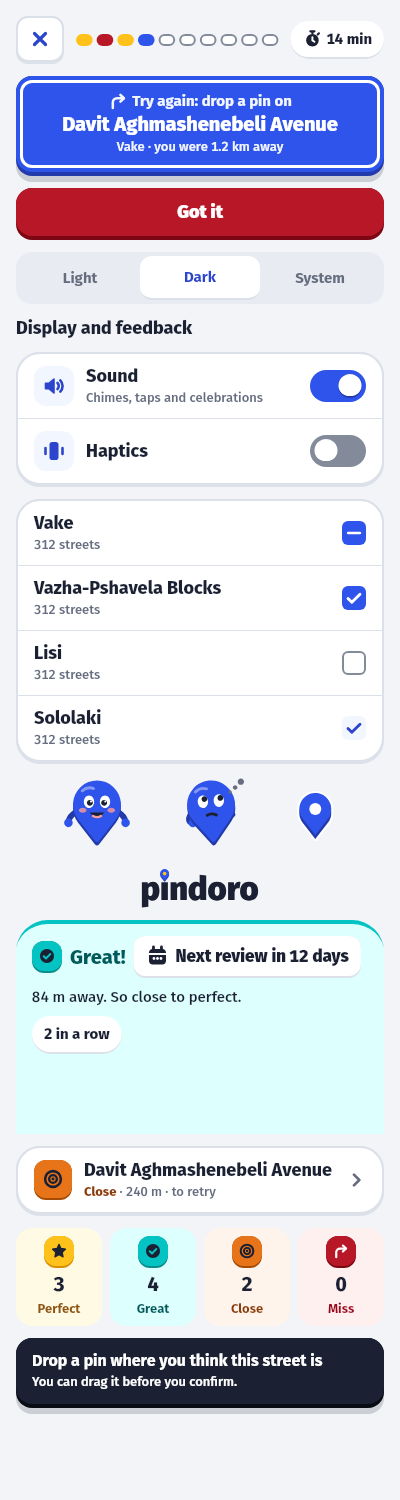 14 min
Try again: drop a pin on
Davit Aghmashenebeli Avenue
Vake · you were 1.2 km away
Got it
Light
Dark
System
Display and feedback
Sound
Chimes, taps and celebrations
Haptics
Vake
312 streets
Vazha-Pshavela Blocks
312 streets
Lisi
312 streets
Sololaki
312 streets
pindoro
Great!
Next review in 12 days
84 m away. So close to perfect.
2 in a row
Davit Aghmashenebeli Avenue
Close · 240 m · to retry
3
Perfect
4
Great
2
Close
0
Miss
Drop a pin where you think this street is
You can drag it before you confirm.